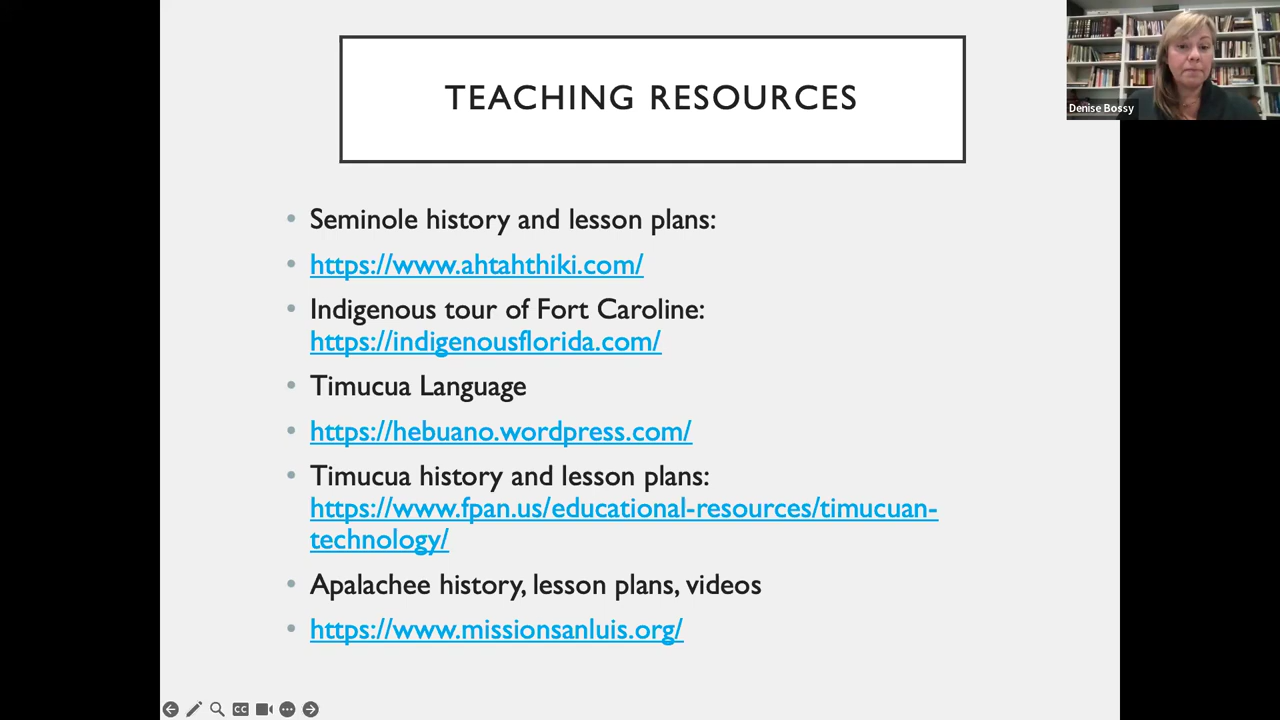 TEACHING RESOURCES
Denise Bossy
• Seminole history and lesson plans:
• https://www.ahtahthiki.com/
• Indigenous tour of Fort Caroline:
https://indigenousflorida.com/
• Timucua Language
• https://hebuano.wordpress.com/
• Timucua history and lesson plans:
https://www.fpan.us/educational-resources/timucuan-
technology/
• Apalachee history, lesson plans, videos
• https://www.missionsanluis.org/
CC